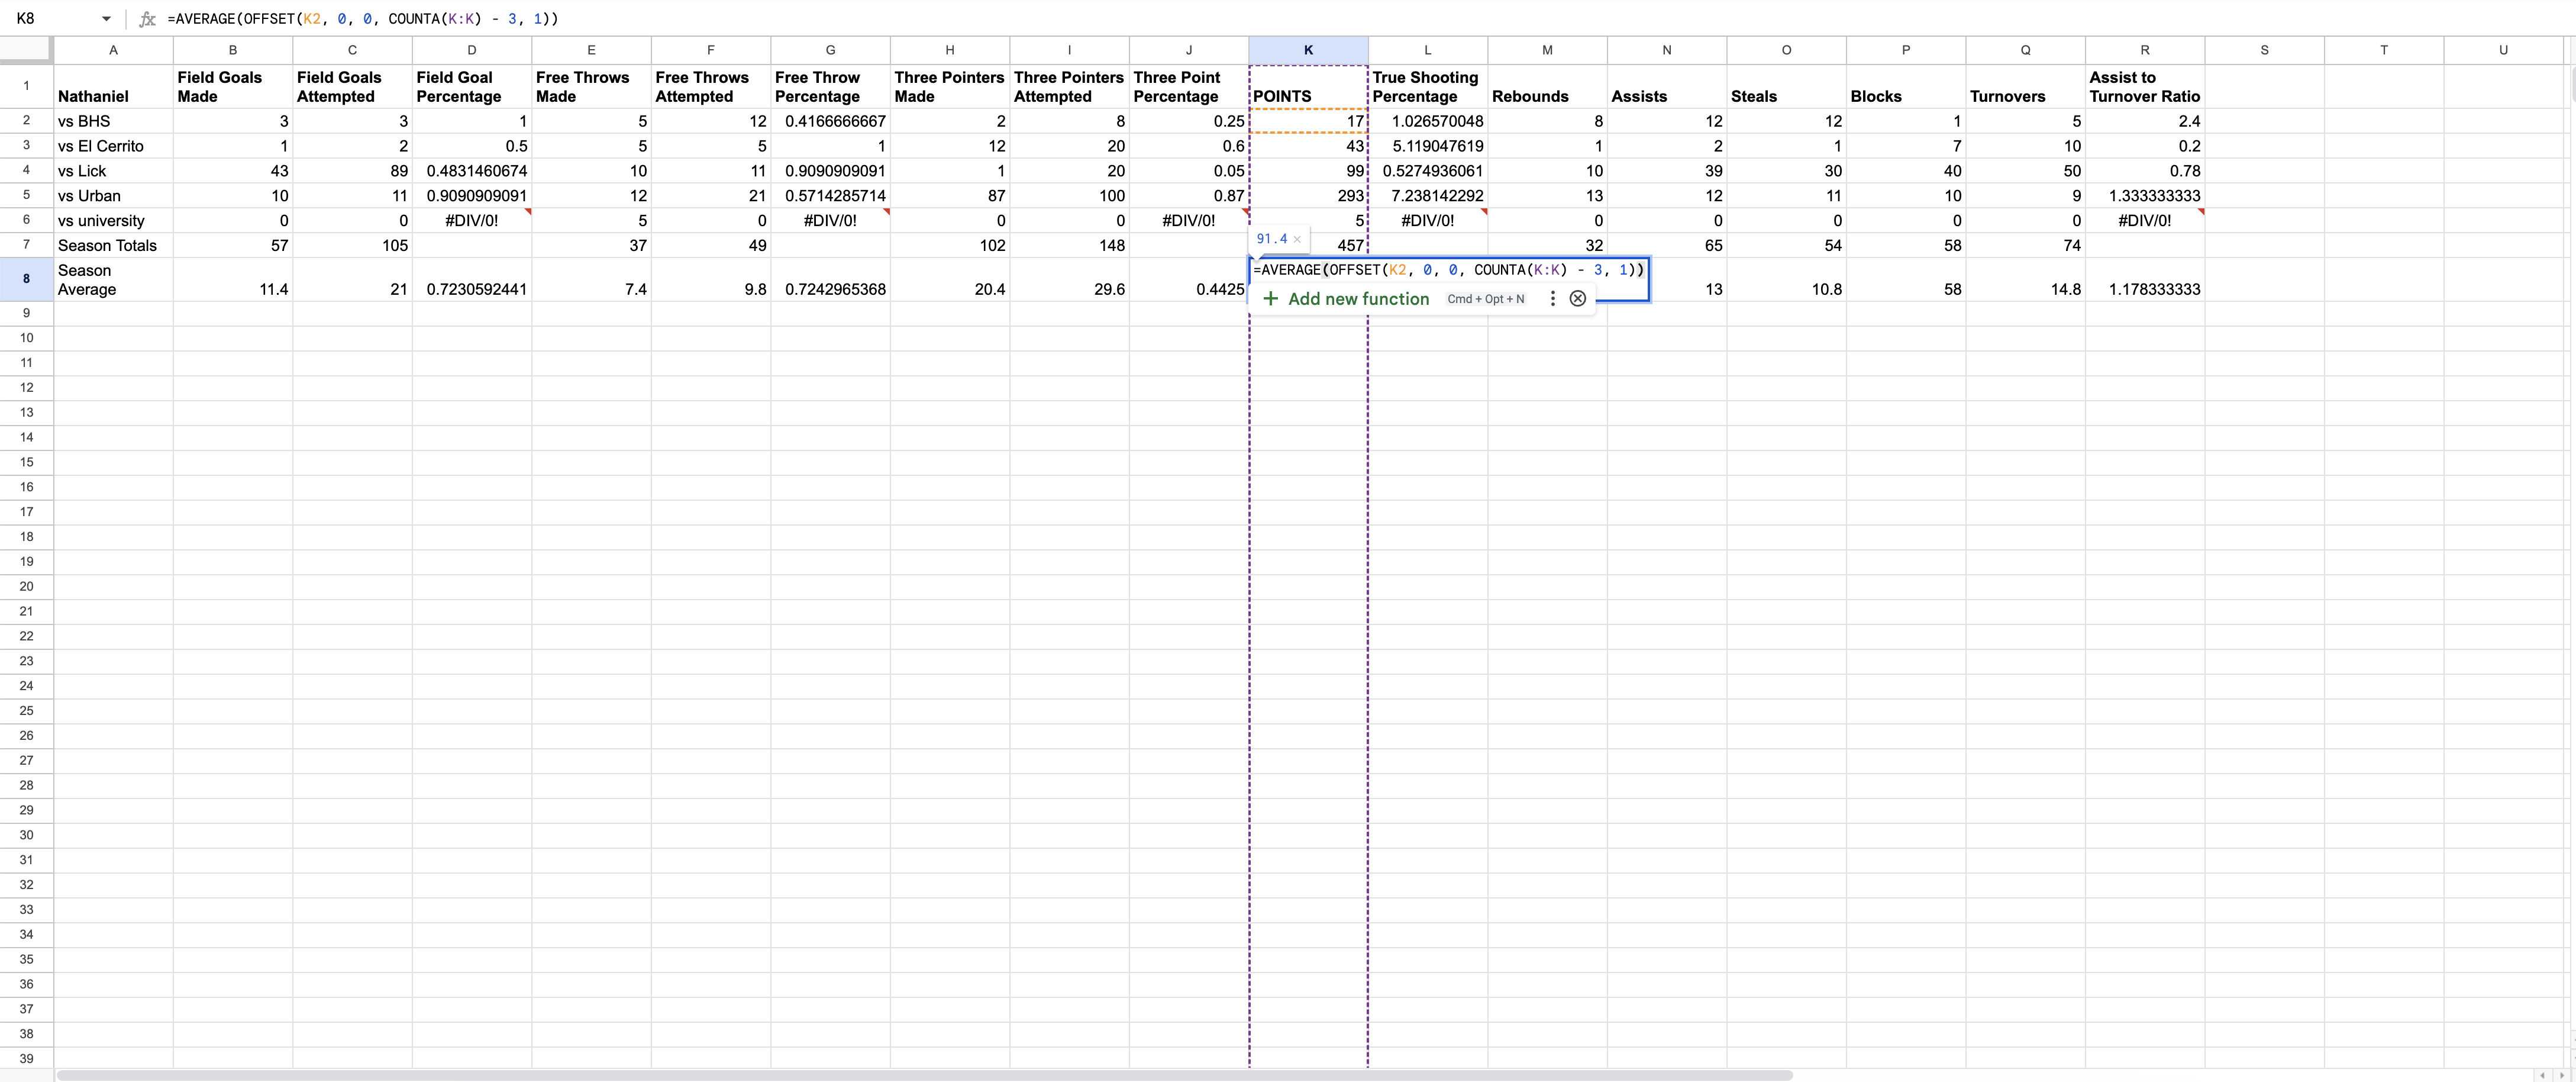 K8 fx =AVERAGE(OFFSET(K2, 0, 0, COUNTA(K:K) - 3, 1))
A B C D E F G H I J K L M N O P Q R S T U
1 Nathaniel Field Goals Made Field Goals Attempted Field Goal Percentage Free Throws Made Free Throws Attempted Free Throw Percentage Three Pointers Made Three Pointers Attempted Three Point Percentage POINTS True Shooting Percentage Rebounds Assists Steals Blocks Turnovers Assist to Turnover Ratio
2 vs BHS 3 3 1 5 12 0.4166666667 2 8 0.25 17 1.026570048 8 12 12 1 5 2.4
3 vs El Cerrito 1 2 0.5 5 5 1 12 20 0.6 43 5.119047619 1 2 1 7 10 0.2
4 vs Lick 43 89 0.4831460674 10 11 0.9090909091 1 20 0.05 99 0.5274936061 10 39 30 40 50 0.78
5 vs Urban 10 11 0.9090909091 12 21 0.5714285714 87 100 0.87 293 7.238142292 13 12 11 10 9 1.333333333
6 vs university 0 0 #DIV/0! 5 0 #DIV/0! 0 0 #DIV/0! 5 #DIV/0! 0 0 0 0 0 #DIV/0!
7 Season Totals 57 105 37 49 102 148 457 32 65 54 58 74
91.4 ×
8 Season Average 11.4 21 0.7230592441 7.4 9.8 0.7242965368 20.4 29.6 0.4425 =AVERAGE(OFFSET(K2, 0, 0, COUNTA(K:K) - 3, 1)) 13 10.8 58 14.8 1.178333333
+ Add new function Cmd + Opt + N
9
10
11
12
13
14
15
16
17
18
19
20
21
22
23
24
25
26
27
28
29
30
31
32
33
34
35
36
37
38
39